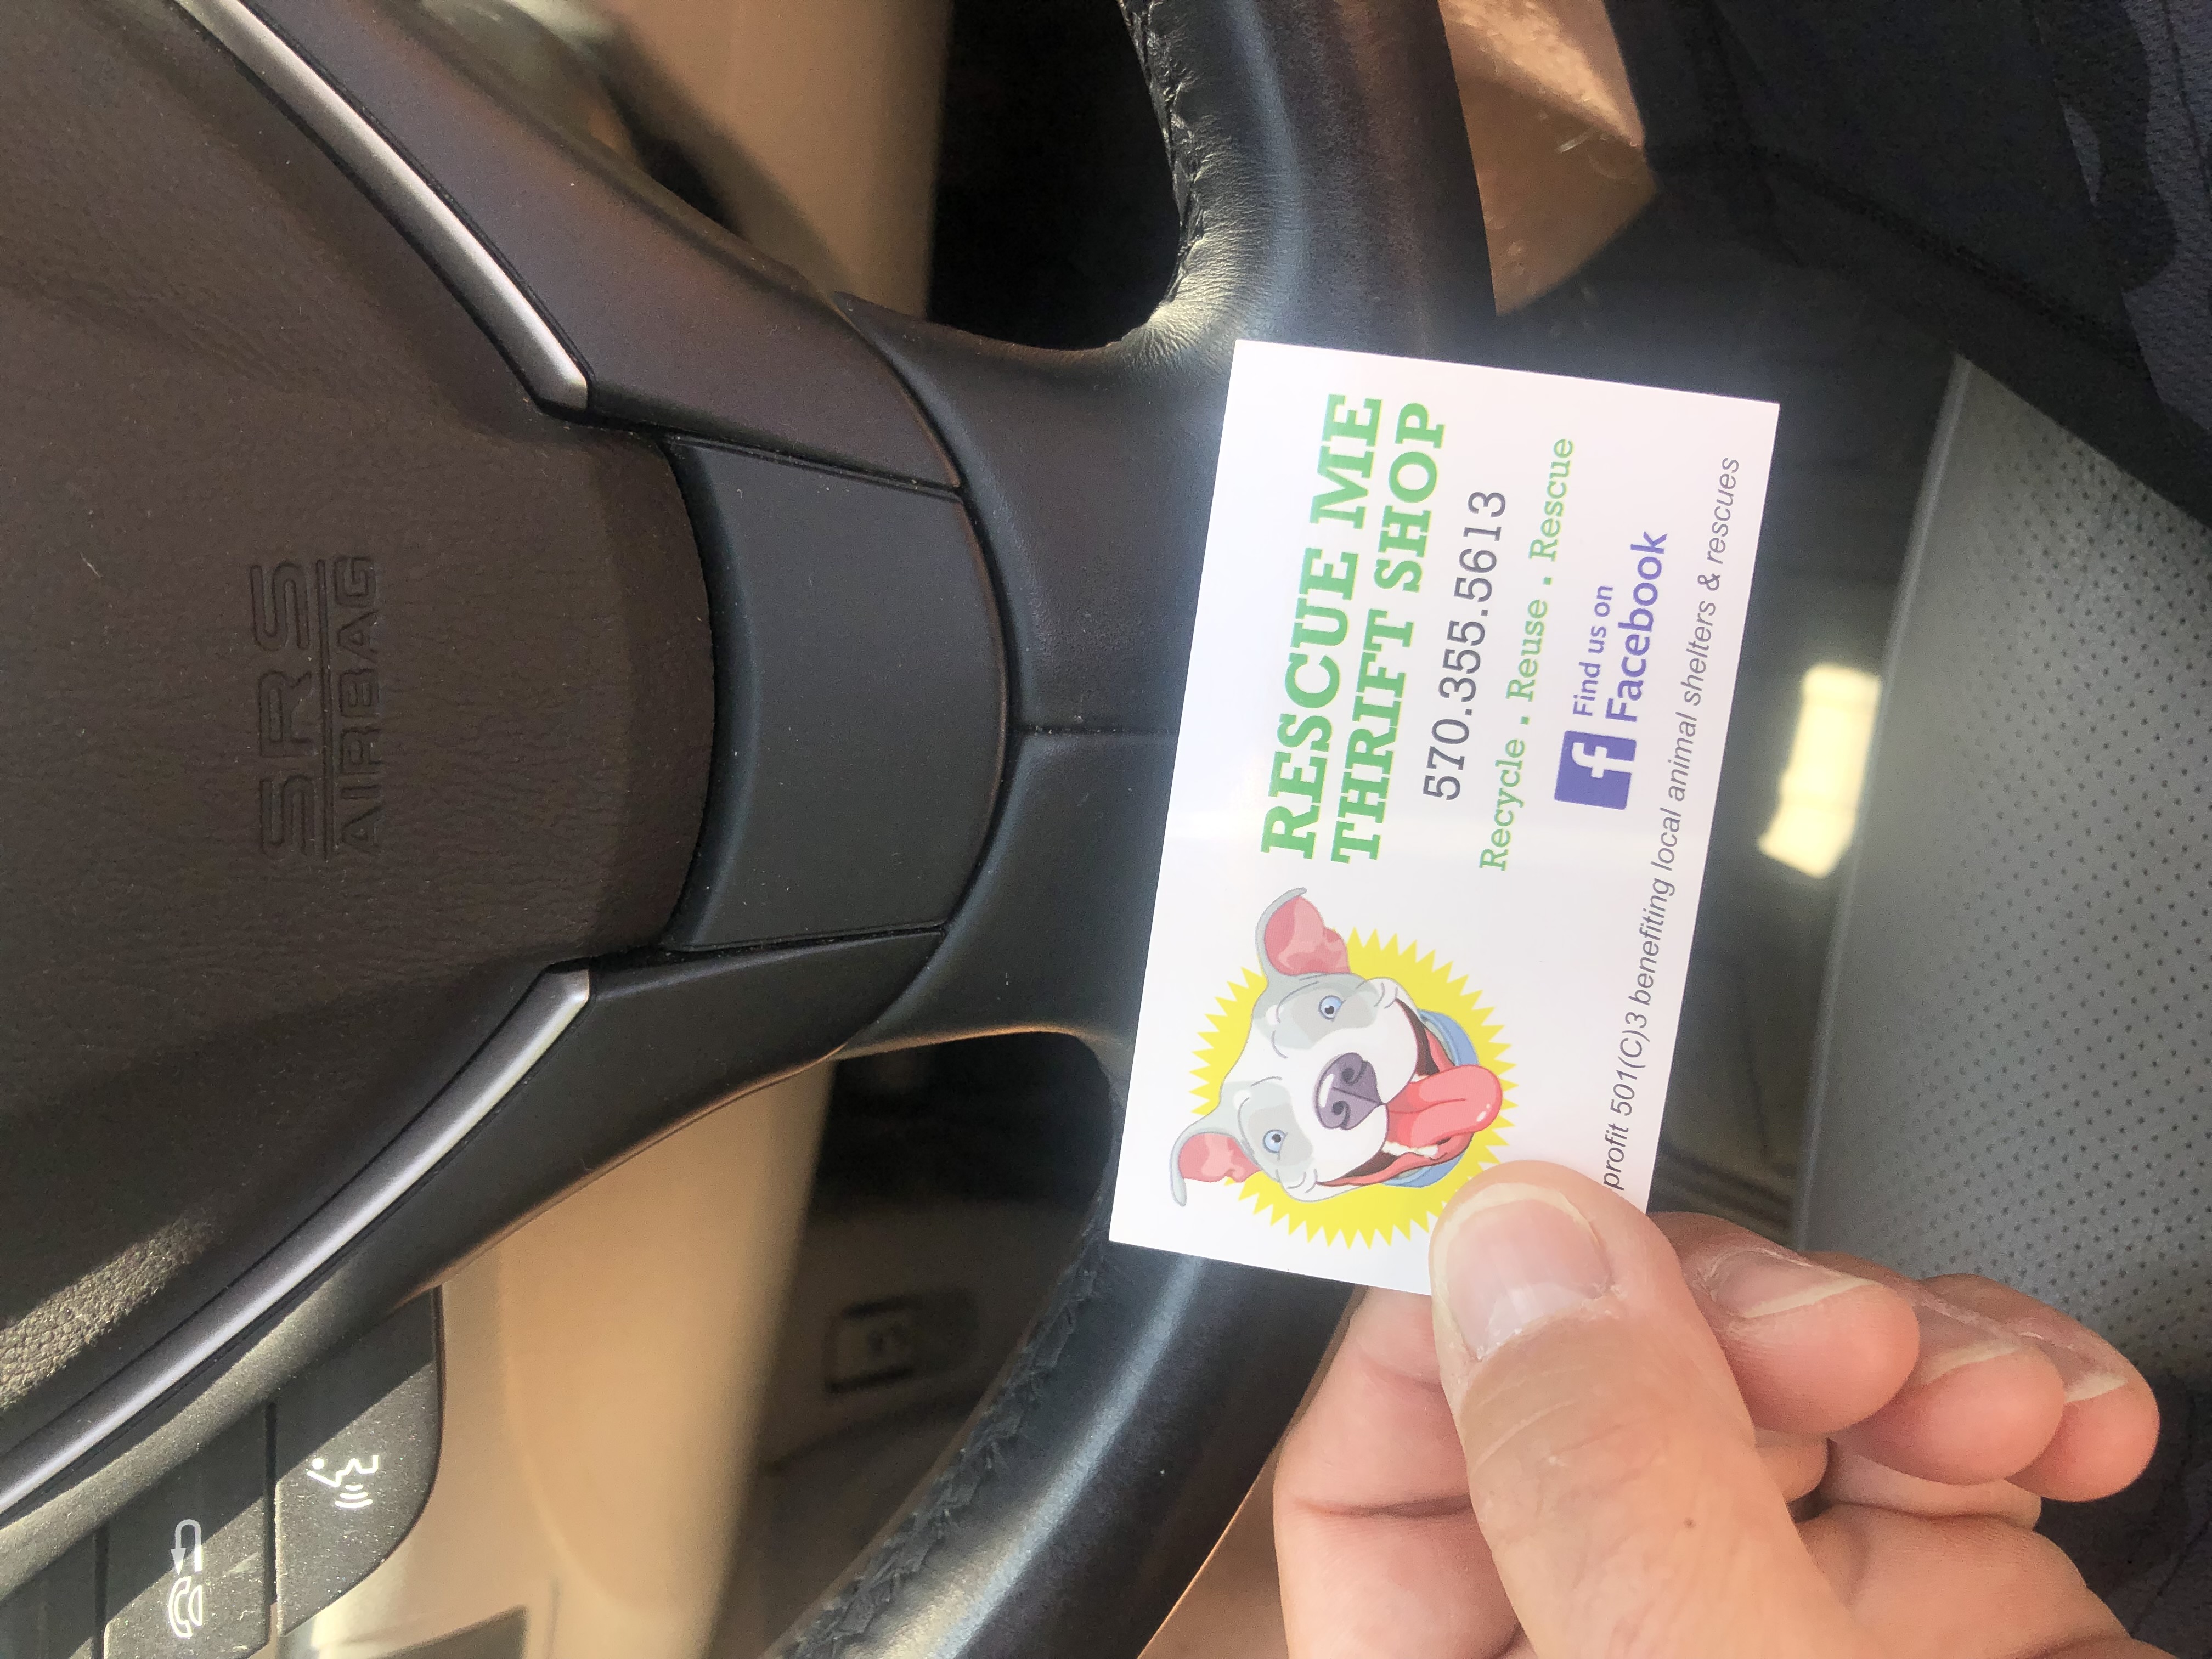 SRS
AIRBAG
RESCUE ME
THRIFT SHOP
570.355.5613
Recycle . Reuse . Rescue
f
Find us on
Facebook
profit 501(C)3 benefiting local animal shelters & rescues